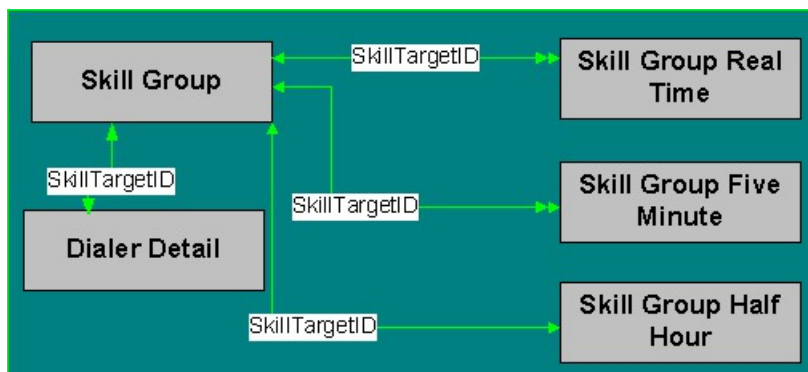 Skill Group
SkillTargetID
Skill Group Real
Time
SkillTargetID
Dialer Detail
SkillTargetID
Skill Group Five
Minute
SkillTargetID
Skill Group Half
Hour